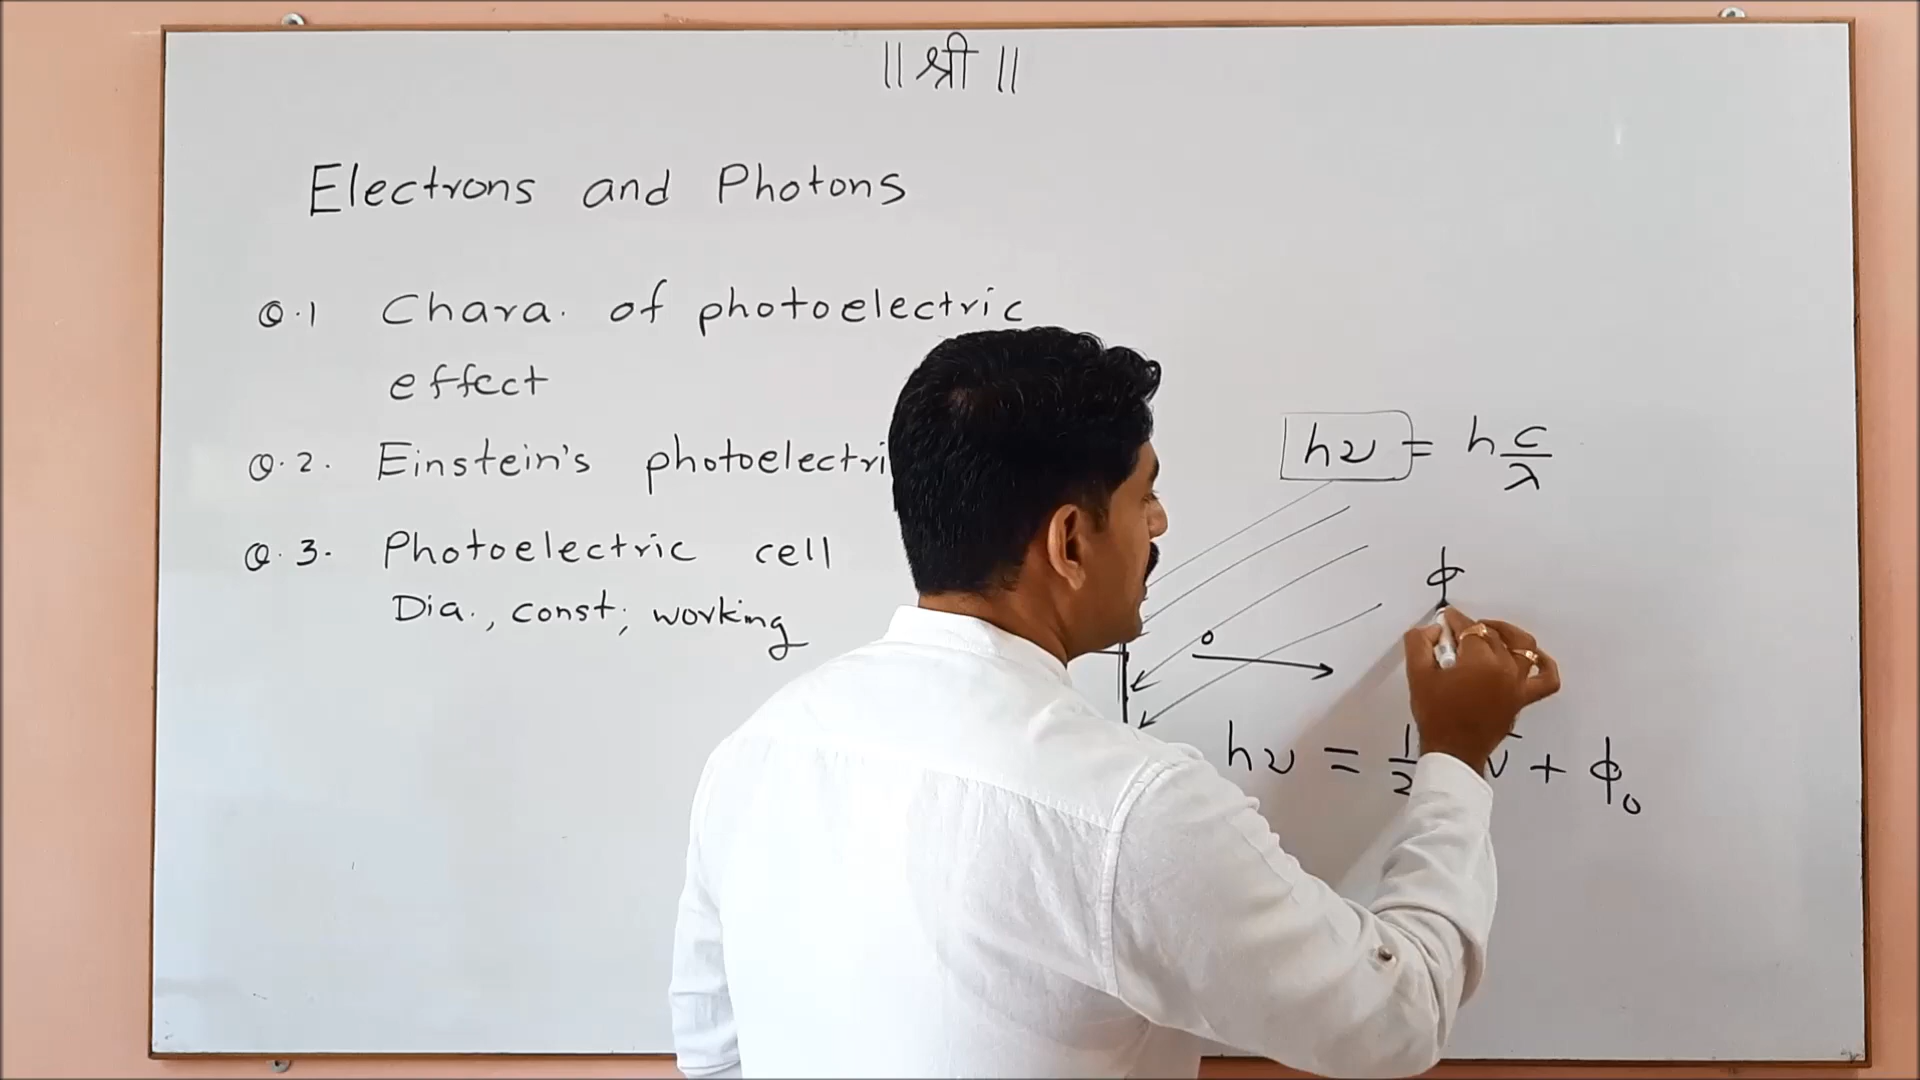 || श्री ||
Electrons and Photons
Q.1 Chara. of photoelectric
effect
Q.2. Einstein's
Q.3. Photoelectric cell
Dia., const; working
hν = h c/λ
ϕ
0
hν = 1/2 + ϕ₀